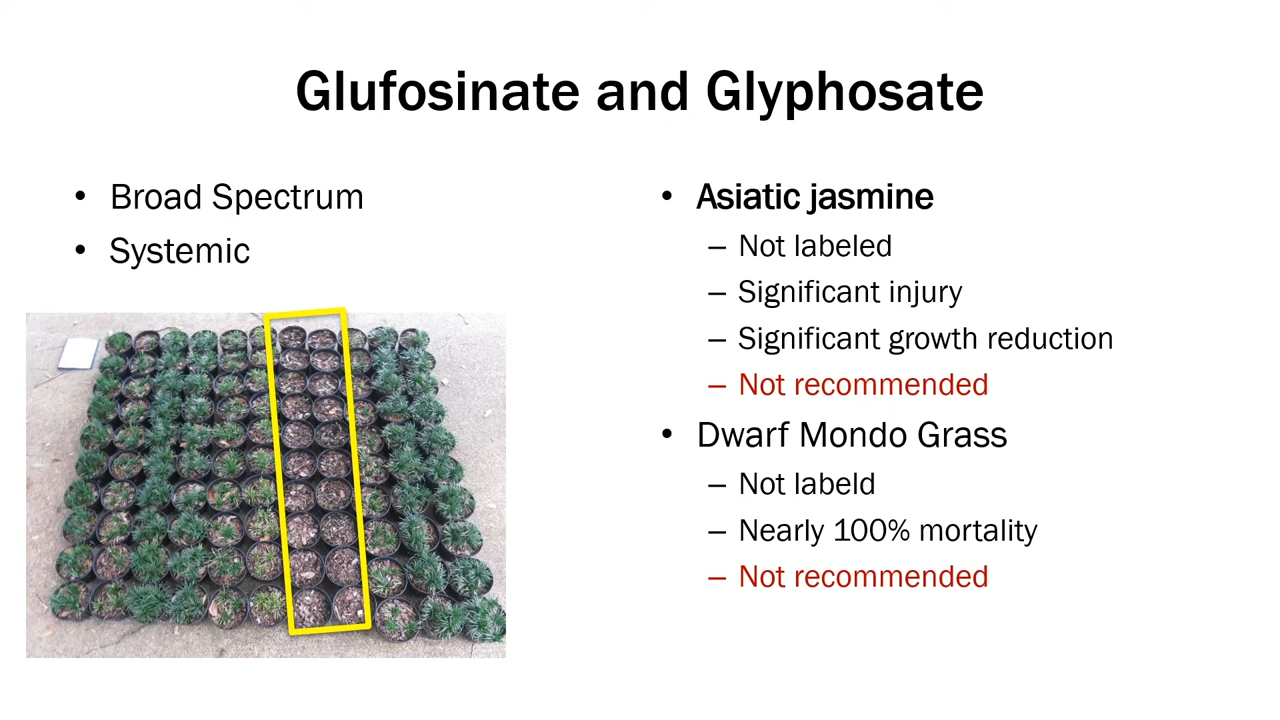 Glufosinate and Glyphosate
• Broad Spectrum
• Systemic
• Asiatic jasmine
– Not labeled
– Significant injury
– Significant growth reduction
– Not recommended
• Dwarf Mondo Grass
– Not labeld
– Nearly 100% mortality
– Not recommended